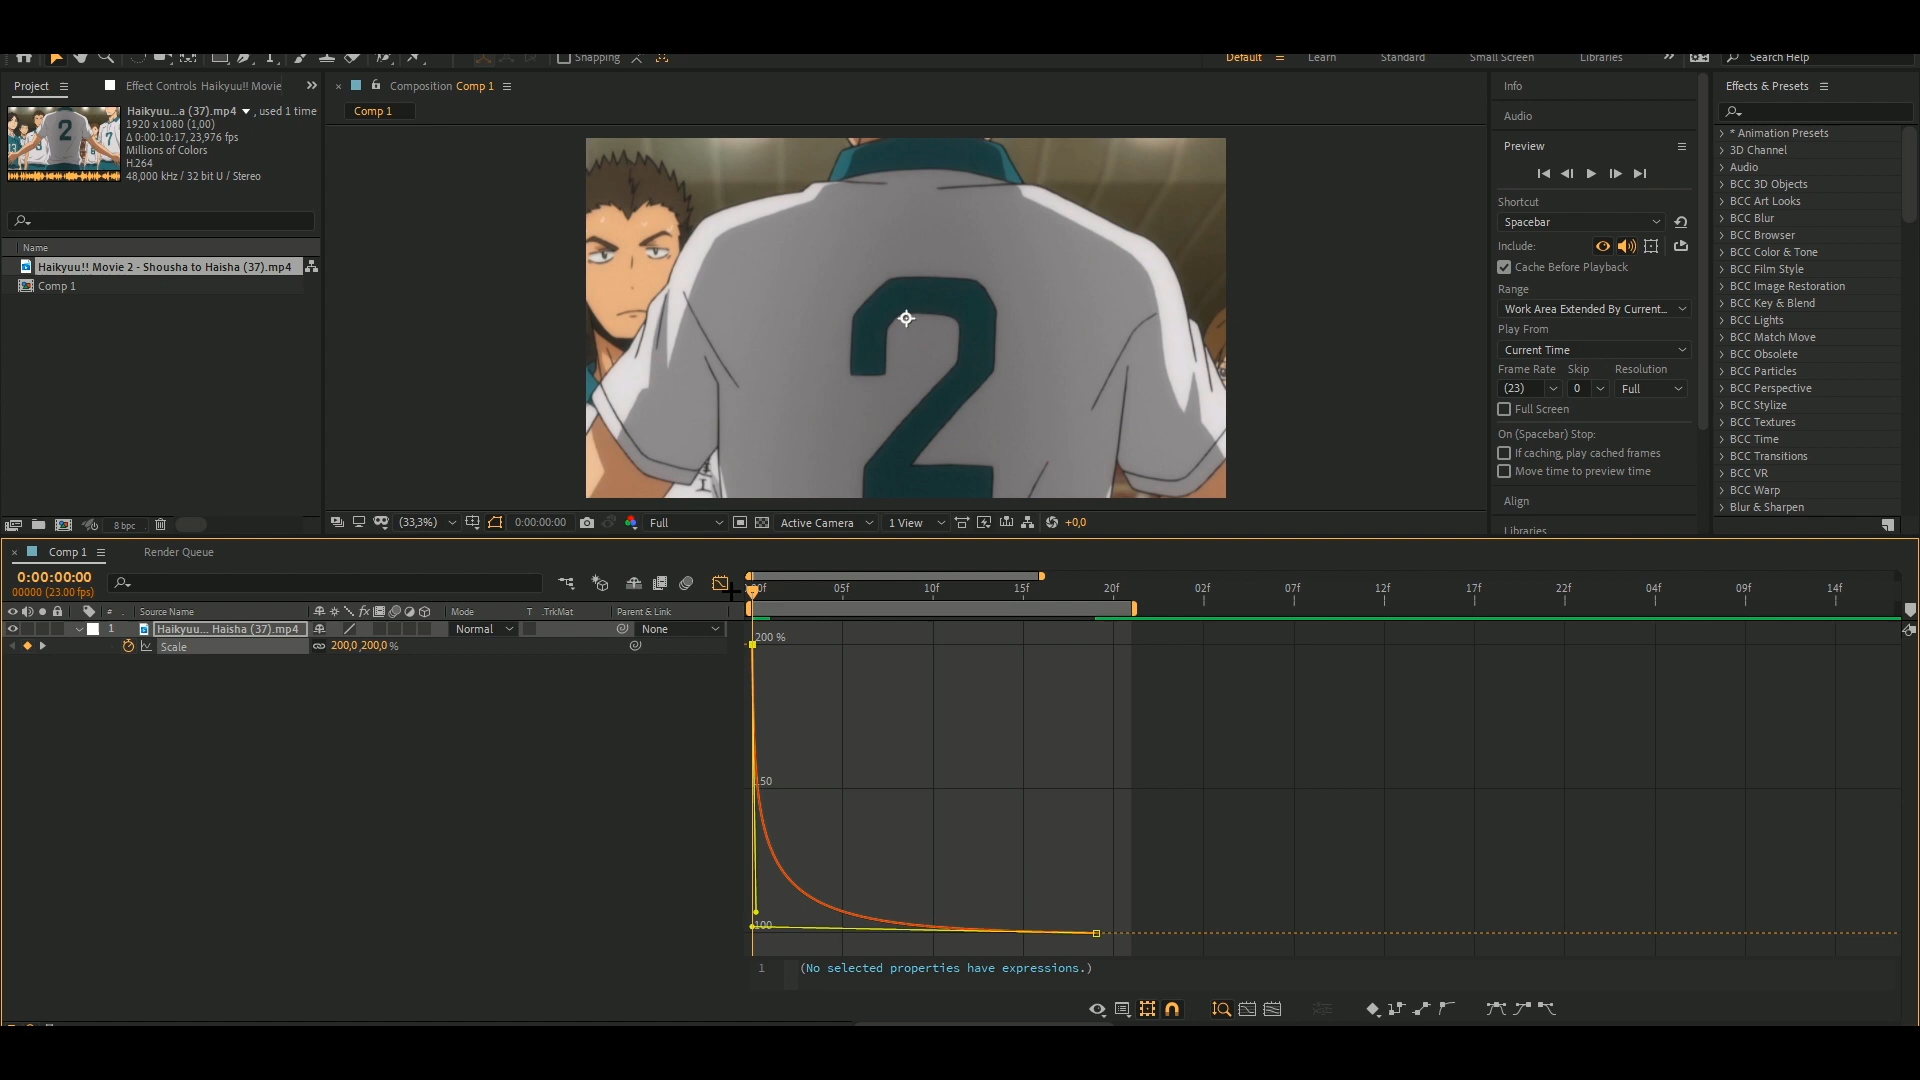 Snapping
Default
Learn
Standard
Small Screen
Libraries
Search Help
Project
Effect Controls Haikyuu!! Movie
Composition Comp 1
Info
Effects & Presets
Haikyuu...a (37).mp4 , used 1 time
1920 x 1080 (1,00)
Δ 0:00:10:17, 23,976 fps
Millions of Colors
H.264
48,000 kHz / 32 bit U / Stereo
Comp 1
Audio
Preview
Name
Haikyuu!! Movie 2 - Shousha to Haisha (37).mp4
Comp 1
2
Shortcut
Spacebar
Include:
Cache Before Playback
Range
Work Area Extended By Current...
Play From
Current Time
Frame Rate Skip Resolution
(23) 0 Full
Full Screen
On (Spacebar) Stop:
If caching, play cached frames
Move time to preview time
Align
Libraries
* Animation Presets
3D Channel
Audio
BCC 3D Objects
BCC Art Looks
BCC Blur
BCC Browser
BCC Color & Tone
BCC Film Style
BCC Image Restoration
BCC Key & Blend
BCC Lights
BCC Match Move
BCC Obsolete
BCC Particles
BCC Perspective
BCC Stylize
BCC Textures
BCC Time
BCC Transitions
BCC VR
BCC Warp
Blur & Sharpen
8 bpc
(33,3%) 0:00:00:00 Full Active Camera 1 View +0,0
Comp 1
Render Queue
0:00:00:00
00000 (23.00 fps)
# Source Name fx Mode T .TrkMat Parent & Link
1 Haikyuu... Haisha (37).mp4 Normal None
Scale 200,0,200,0 %
00f 05f 10f 15f 20f 02f 07f 12f 17f 22f 04f 09f 14f
200 %
150
100
1 (No selected properties have expressions.)